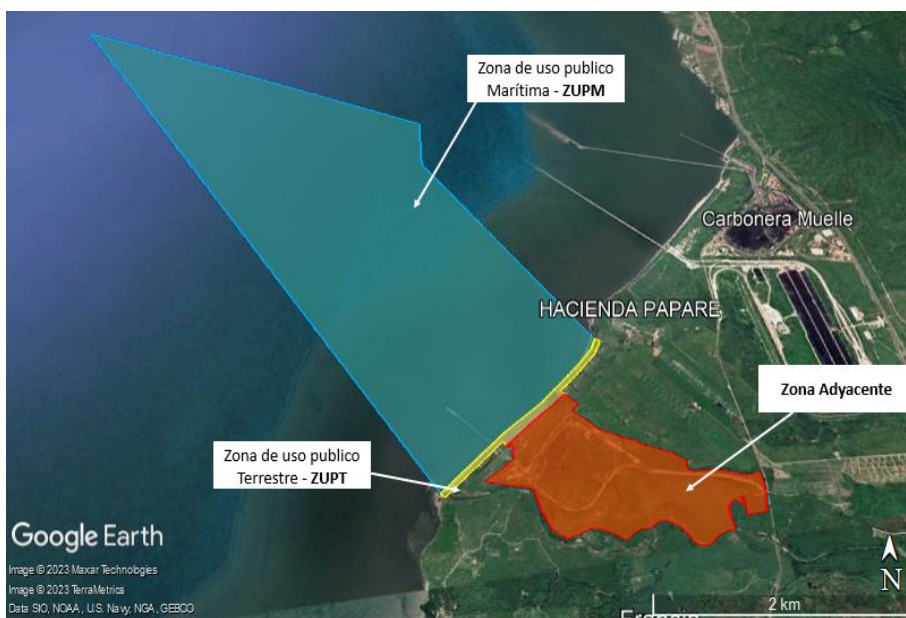 Zona de uso publico
Marítima - ZUPM
Carbonera Muelle
HACIENDA PAPARE
Zona Adyacente
Zona de uso publico
Terrestre - ZUPT
Google Earth
Image © 2023 Maxar Technologies
Image © 2023 TerraMetrics
Data SIO, NOAA, U.S. Navy, NGA, GEBCO
N
2 km